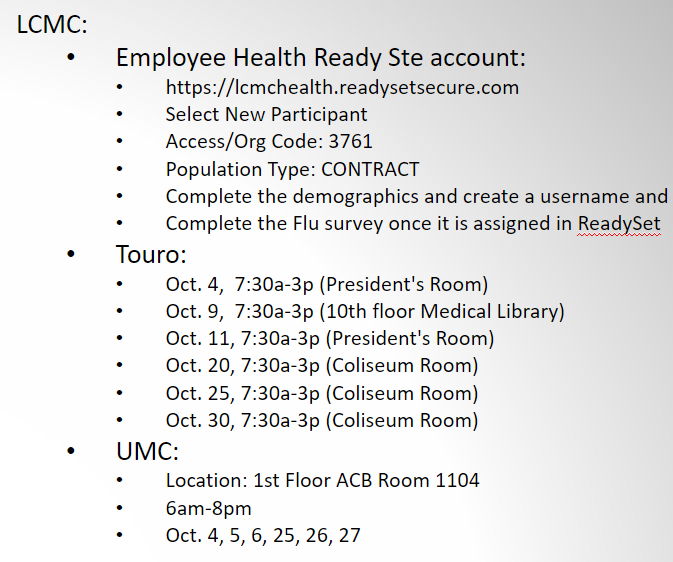 LCMC:
• Employee Health Ready Ste account:
• https://lcmchealth.readysetsecure.com
• Select New Participant
• Access/Org Code: 3761
• Population Type: CONTRACT
• Complete the demographics and create a username and
• Complete the Flu survey once it is assigned in ReadySet
• Touro:
• Oct. 4,  7:30a-3p (President's Room)
• Oct. 9,  7:30a-3p (10th floor Medical Library)
• Oct. 11, 7:30a-3p (President's Room)
• Oct. 20, 7:30a-3p (Coliseum Room)
• Oct. 25, 7:30a-3p (Coliseum Room)
• Oct. 30, 7:30a-3p (Coliseum Room)
• UMC:
• Location: 1st Floor ACB Room 1104
• 6am-8pm
• Oct. 4, 5, 6, 25, 26, 27